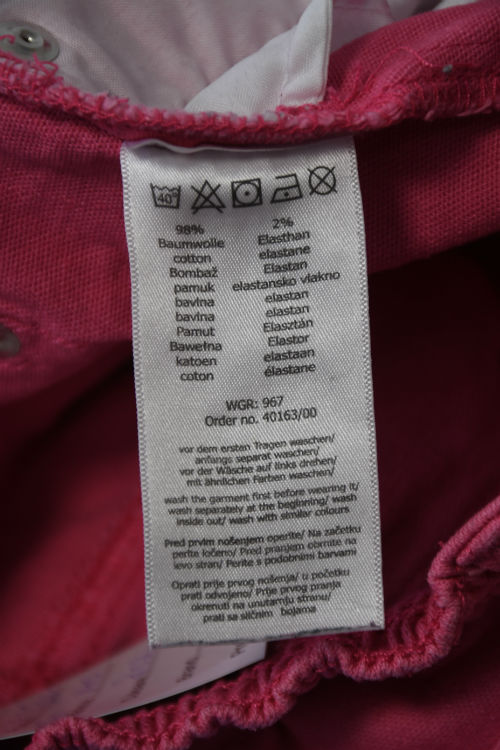 40°
98% 2%
Baumwolle Elasthan
cotton elastane
Bombaž Elastan
pamuk elastansko vlakno
bavlna elastan
bavlna elastan
Pamut Elasztán
Bawełna Elastor
katoen elastaan
coton élastane
WGR: 967
Order no. 40163/00
vor dem ersten Tragen waschen/
anfangs separat waschen/
vor der Wäsche auf links drehen/
mit ähnlichen Farben waschen/
wash the garment first before wearing it/
wash separately at the beginning/ wash
inside out/ wash with similar colours
Pred prvim nošenjem operite/ Na začetku
perite ločeno/ Pred pranjem obrnite na
levo stran/ Perite s podobnimi barvami
Oprati prije prvog nošenja/ u početku
prati odvojeno/ Prije prvog pranja
okrenuti na unutarnju stranu/
prati sa sličnim bojama